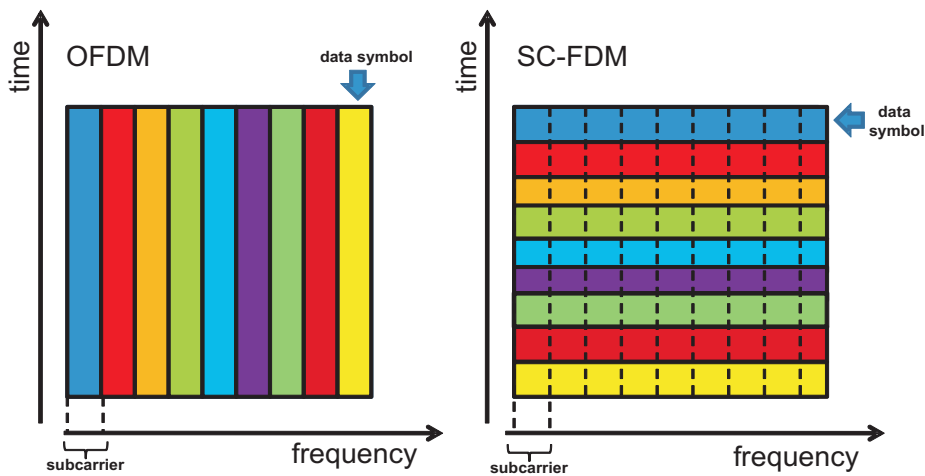 time
OFDM
data symbol
frequency
subcarrier
time
SC-FDM
data
symbol
frequency
subcarrier